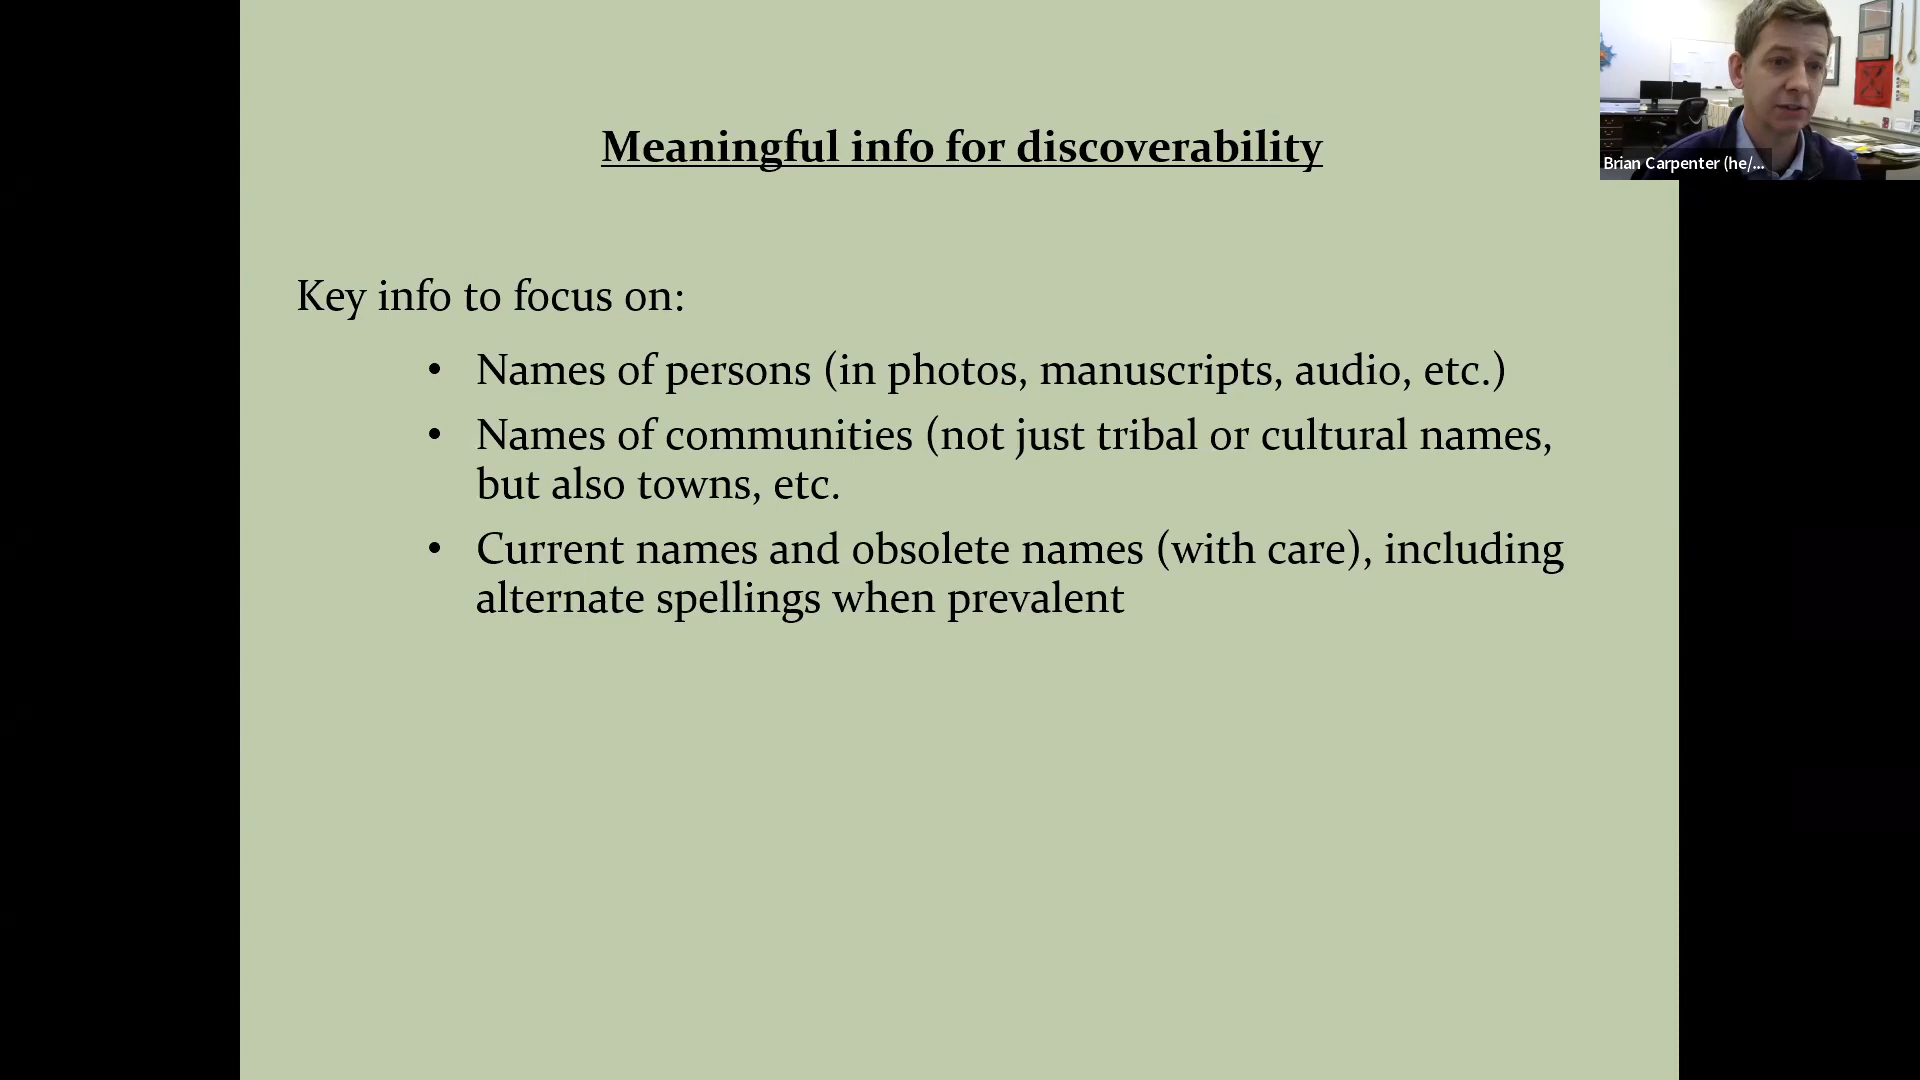 Meaningful info for discoverability
Brian Carpenter (he/...
Key info to focus on:
• Names of persons (in photos, manuscripts, audio, etc.)
• Names of communities (not just tribal or cultural names,
but also towns, etc.
• Current names and obsolete names (with care), including
alternate spellings when prevalent